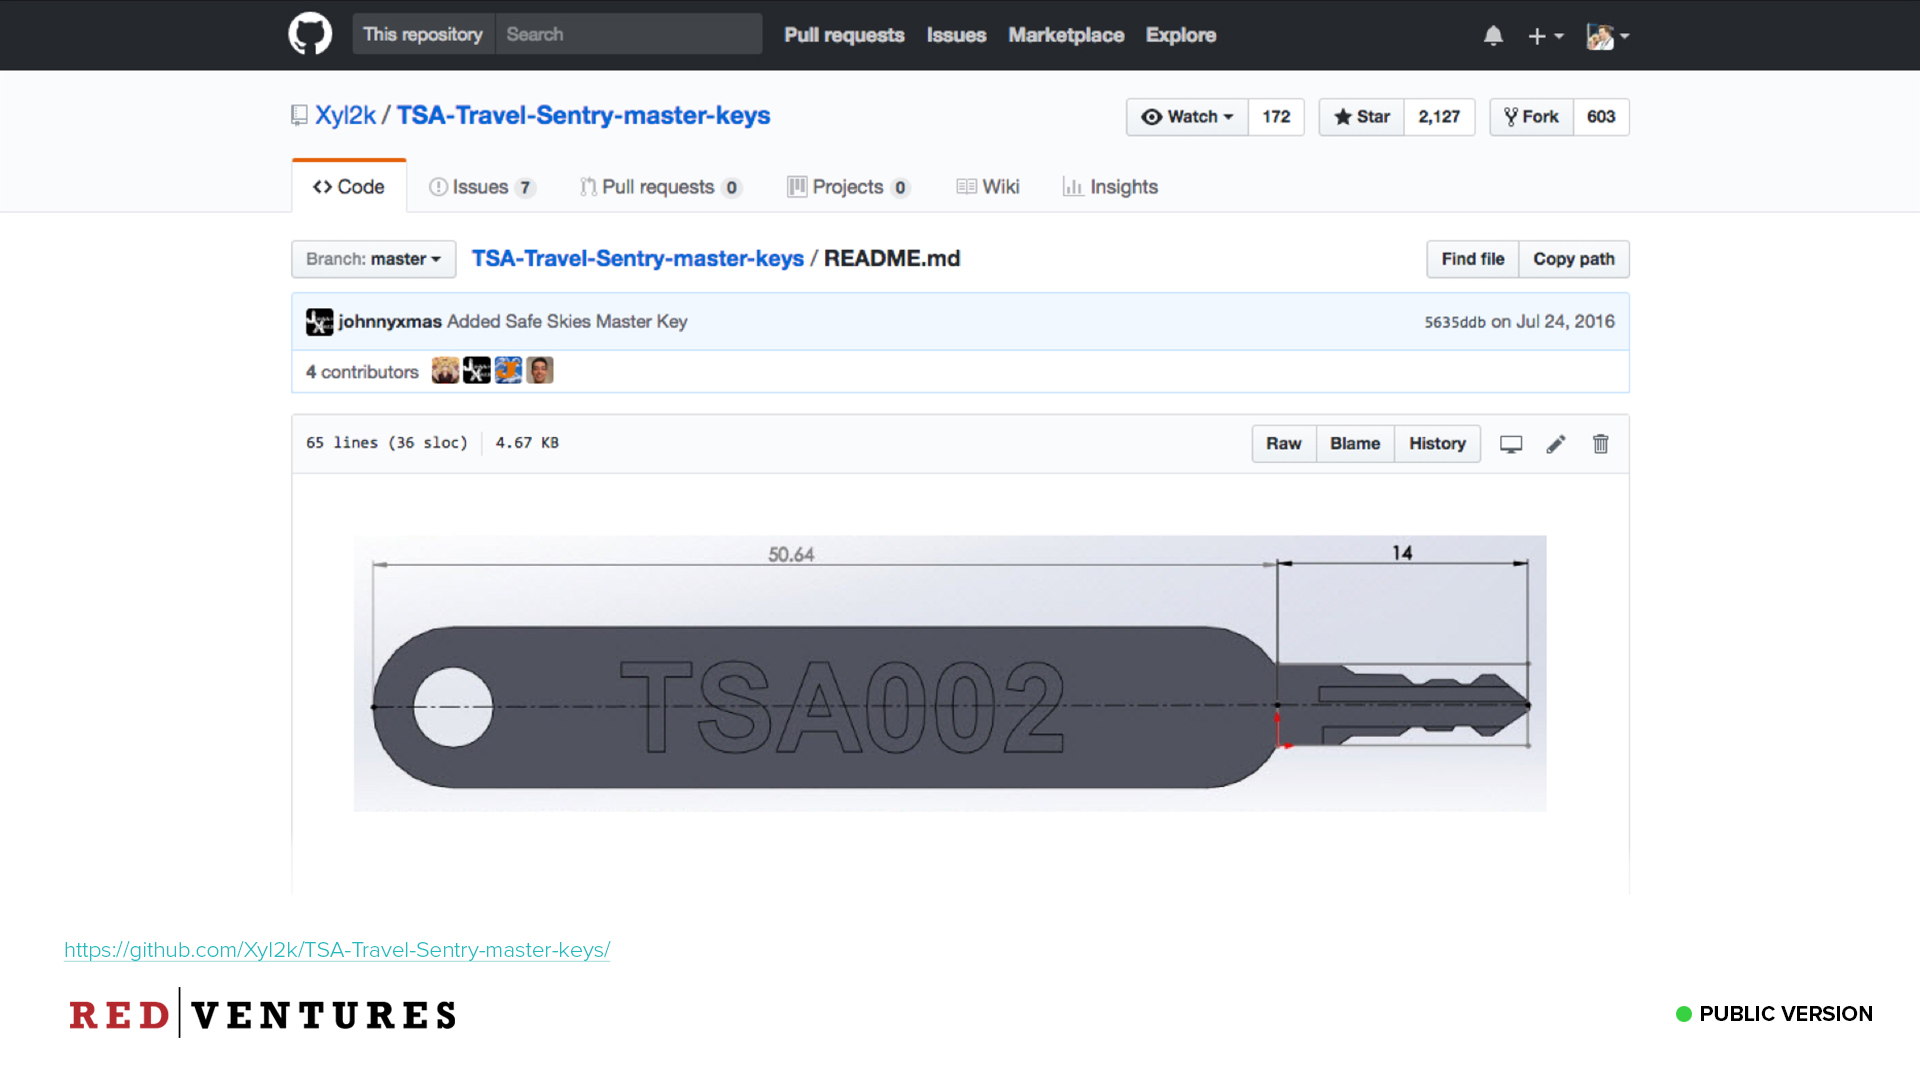 This repository Search Pull requests Issues Marketplace Explore
Xyl2k / TSA-Travel-Sentry-master-keys Watch 172 Star 2,127 Fork 603
Code Issues 7 Pull requests 0 Projects 0 Wiki Insights
Branch: master TSA-Travel-Sentry-master-keys / README.md Find file Copy path
johnnyxmas Added Safe Skies Master Key 5635ddb on Jul 24, 2016
4 contributors
65 lines (36 sloc) 4.67 KB Raw Blame History
50.64 14
TSA002
https://github.com/Xyl2k/TSA-Travel-Sentry-master-keys/
RED VENTURES PUBLIC VERSION